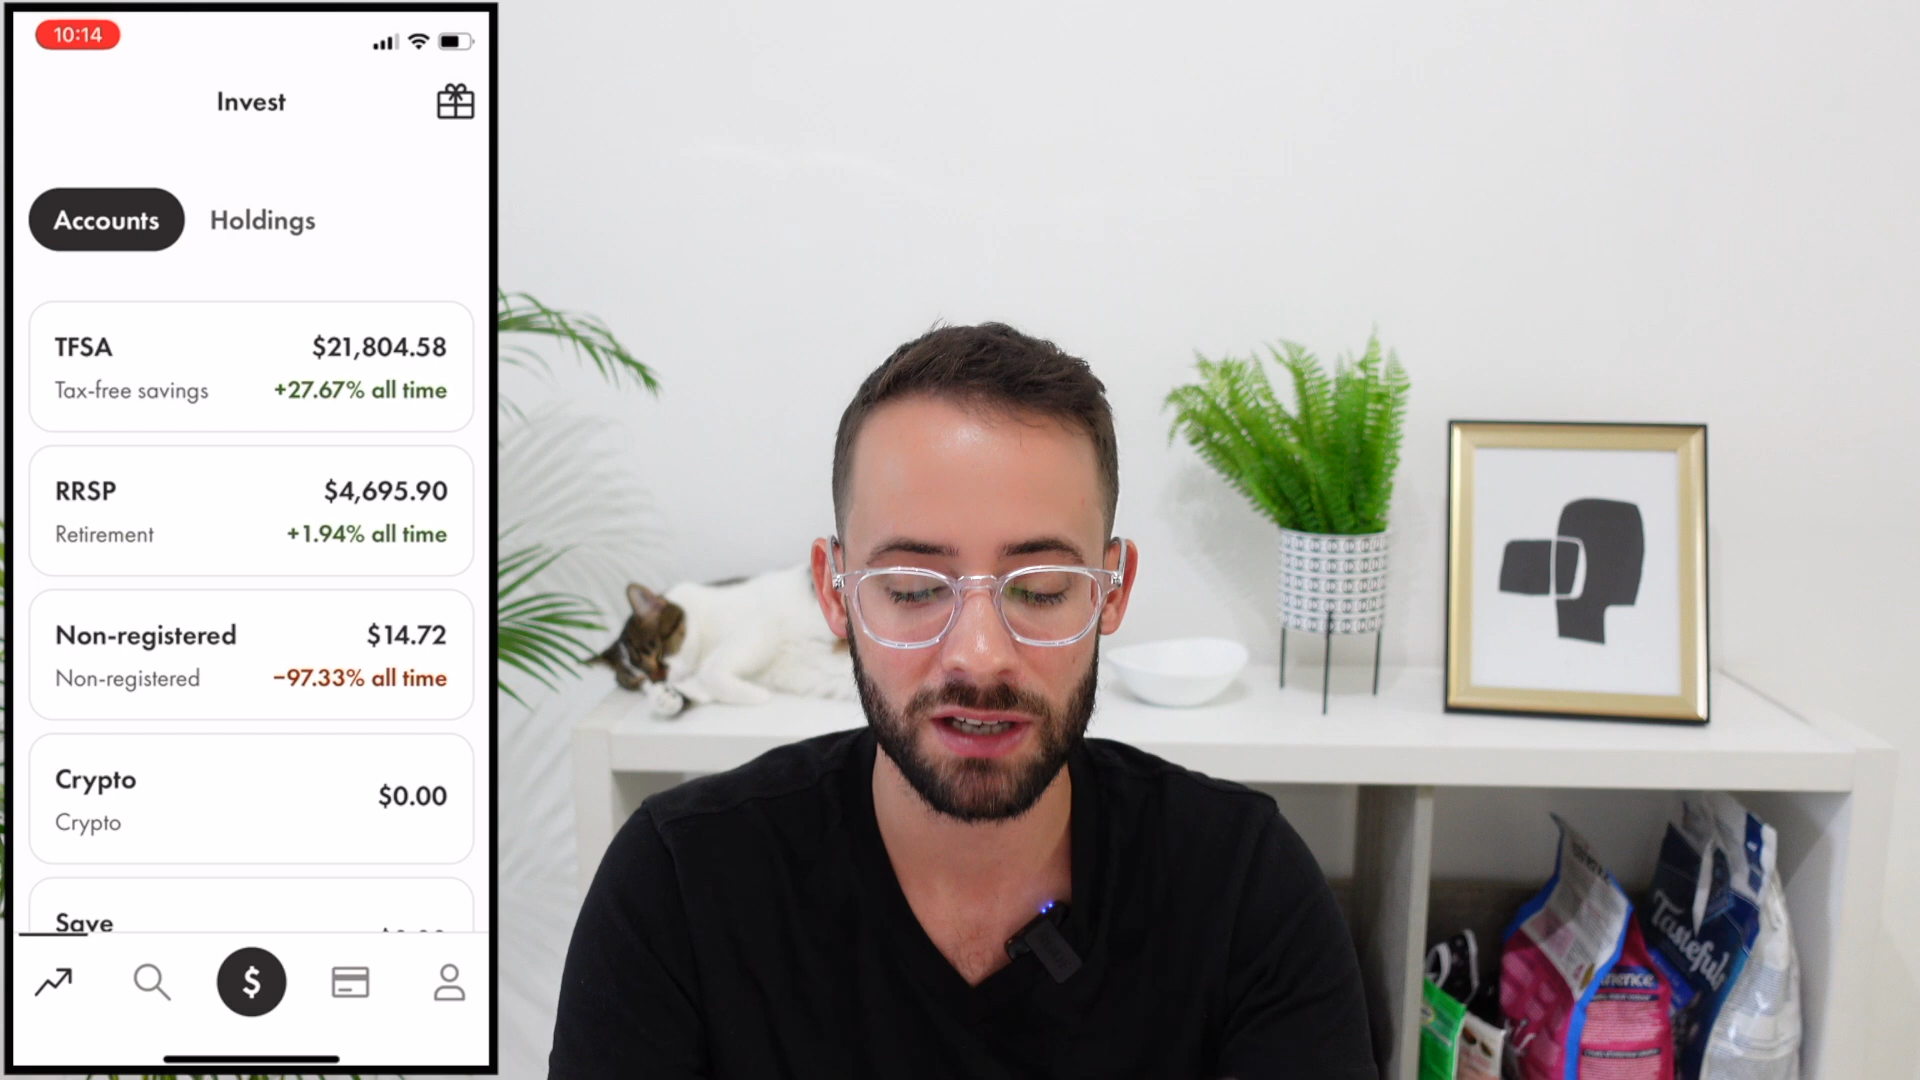 10:14
Invest
Accounts
Holdings
TFSA
$21,804.58
Tax-free savings
+27.67% all time
RRSP
$4,695.90
Retirement
+1.94% all time
Non-registered
$14.72
Non-registered
−97.33% all time
Crypto
$0.00
Crypto
Save
$
Tasteful